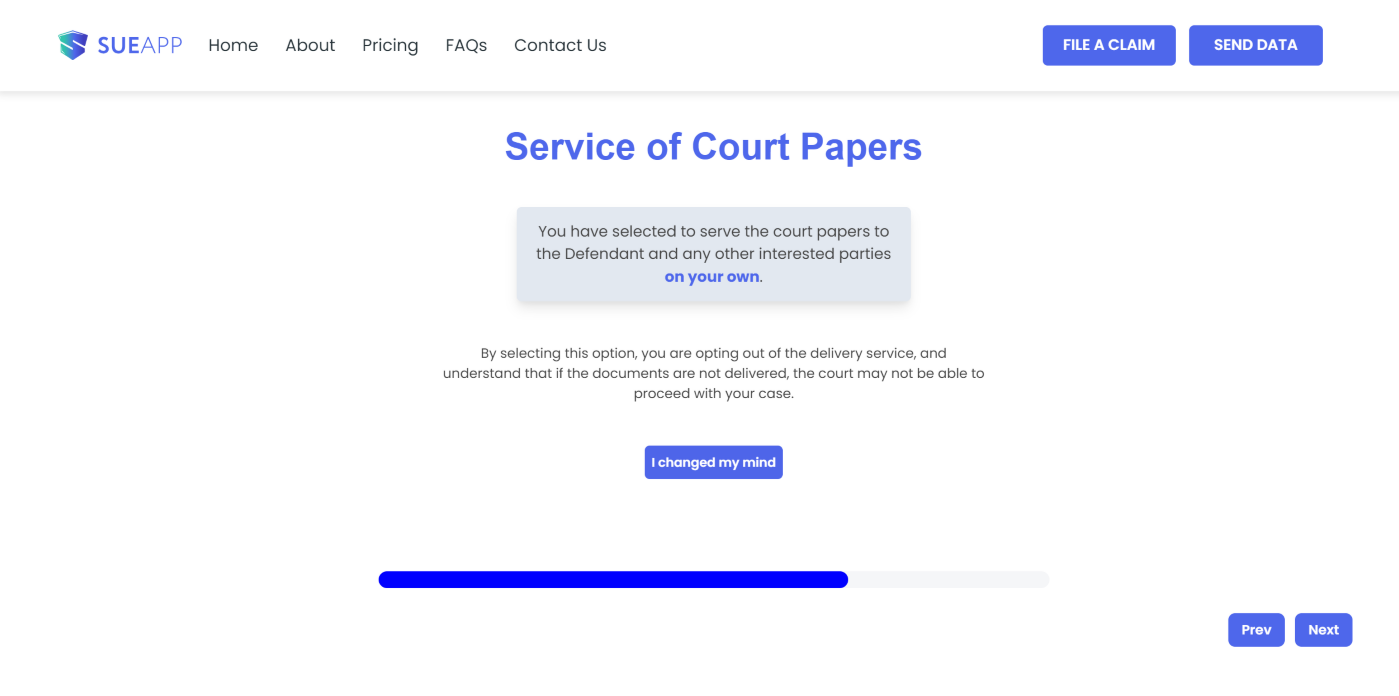 SUEAPP Home About Pricing FAQs Contact Us FILE A CLAIM SEND DATA
Service of Court Papers
You have selected to serve the court papers to
the Defendant and any other interested parties
on your own.
By selecting this option, you are opting out of the delivery service, and
understand that if the documents are not delivered, the court may not be able to
proceed with your case.
I changed my mind
Prev Next